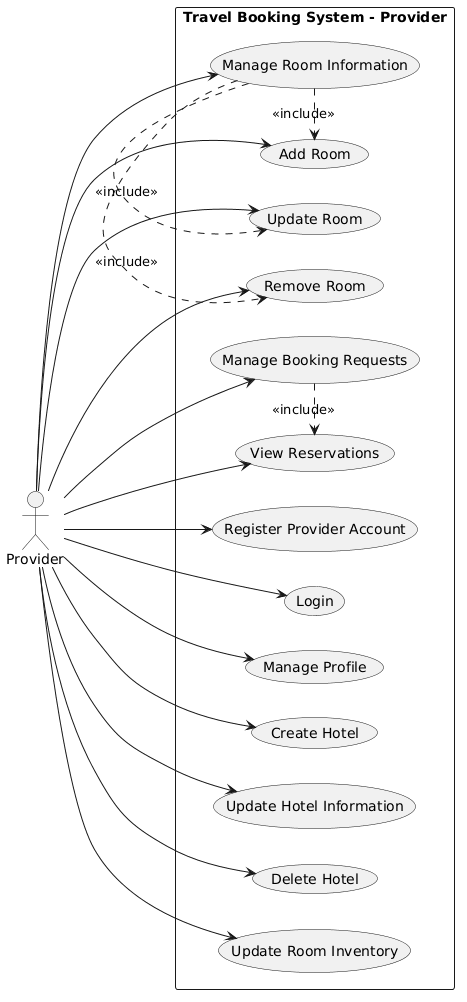 Travel Booking System - Provider
Manage Room Information
«include»
Add Room
«include»
Update Room
«include»
Remove Room
Manage Booking Requests
«include»
View Reservations
Register Provider Account
Provider
Login
Manage Profile
Create Hotel
Update Hotel Information
Delete Hotel
Update Room Inventory